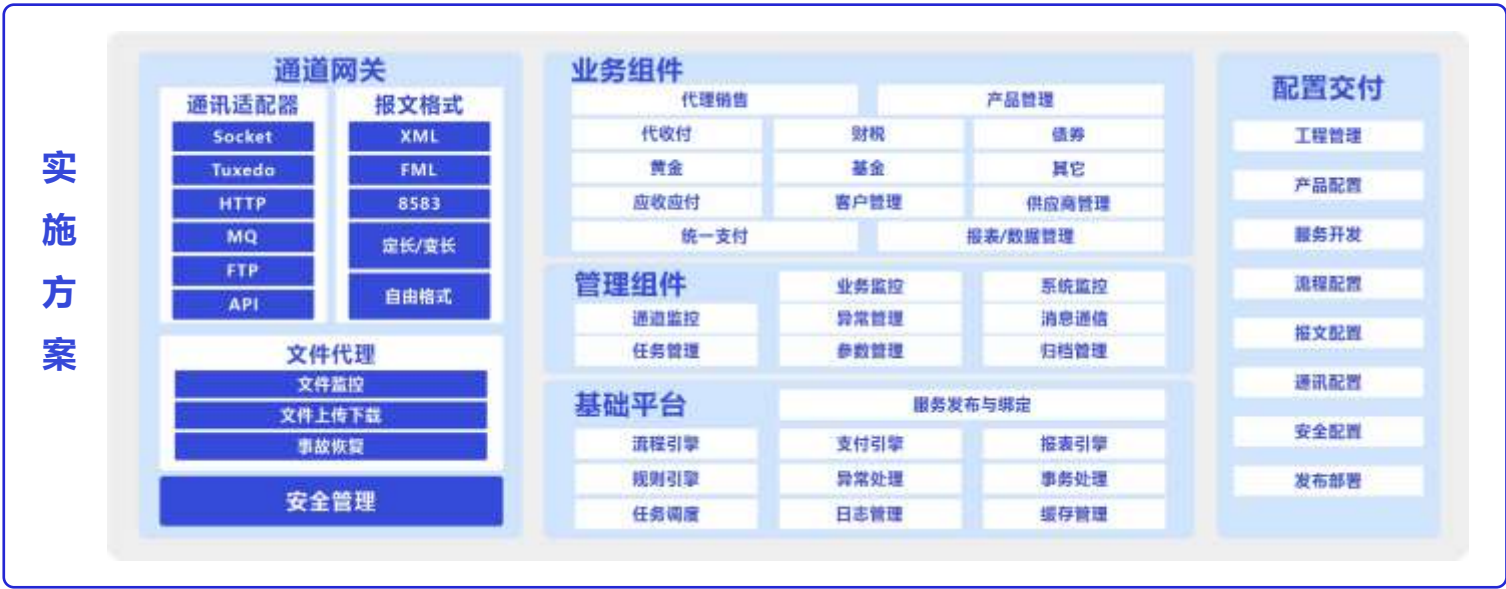 实施方案
通道网关
通讯适配器
Socket
Tuxedo
HTTP
MQ
FTP
API
报文格式
XML
FML
8583
定长/变长
自由格式
文件代理
文件监控
文件上传下载
事故恢复
安全管理
业务组件
代理销售
产品管理
代收付
财税
债券
黄金
基金
其它
应收应付
客户管理
供应商管理
统一支付
报表/数据管理
管理组件
业务监控
系统监控
通道监控
异常管理
消息通信
任务管理
参数管理
归档管理
基础平台
服务发布与绑定
流程引擎
支付引擎
报表引擎
规则引擎
异常处理
事务处理
任务调度
日志管理
缓存管理
配置交付
工程管理
产品配置
服务开发
流程配置
报文配置
通讯配置
安全配置
发布部署